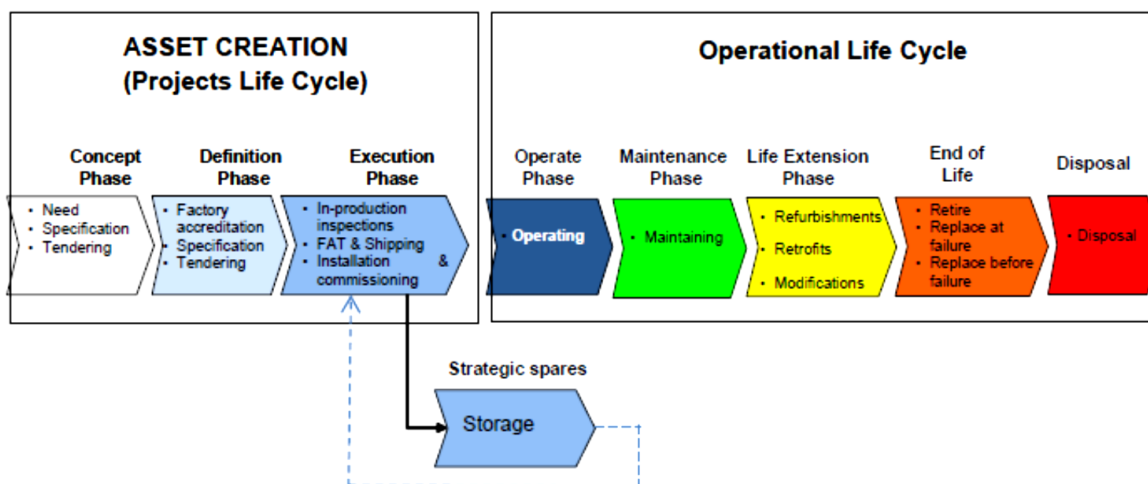 ASSET CREATION
(Projects Life Cycle)
Operational Life Cycle
Concept
Phase
Definition
Phase
Execution
Phase
Operate
Phase
Maintenance
Phase
Life Extension
Phase
End of
Life
Disposal
• Need
• Specification
• Tendering
• Factory
accreditation
• Specification
• Tendering
• In-production
inspections
• FAT & Shipping
• Installation &
commissioning
• Operating
• Maintaining
• Refurbishments
• Retrofits
• Modifications
• Retire
• Replace at
failure
• Replace before
failure
• Disposal
Strategic spares
Storage